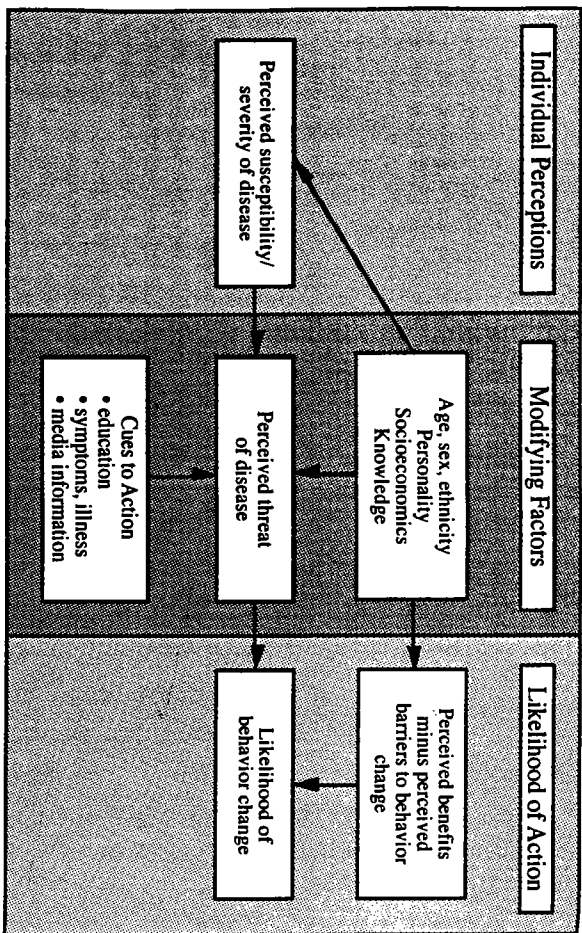 Individual Perceptions
Modifying Factors
Likelihood of Action
Age, sex, ethnicity
Personality
Socioeconomics
Knowledge
Perceived benefits
minus perceived
barriers to behavior
change
Perceived susceptibility/
severity of disease
Perceived threat
of disease
Likelihood of
behavior change
Cues to Action
• education
• symptoms, illness
• media information